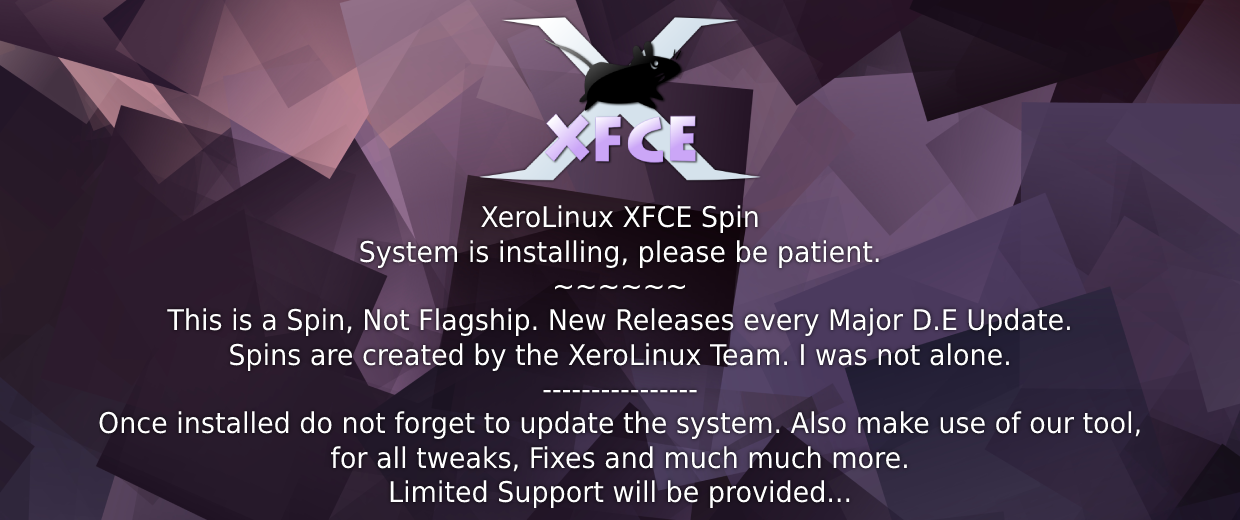 XFCE
XeroLinux XFCE Spin
System is installing, please be patient.
~~~~~~
This is a Spin, Not Flagship. New Releases every Major D.E Update.
Spins are created by the XeroLinux Team. I was not alone.
----------------
Once installed do not forget to update the system. Also make use of our tool,
for all tweaks, Fixes and much much more.
Limited Support will be provided...